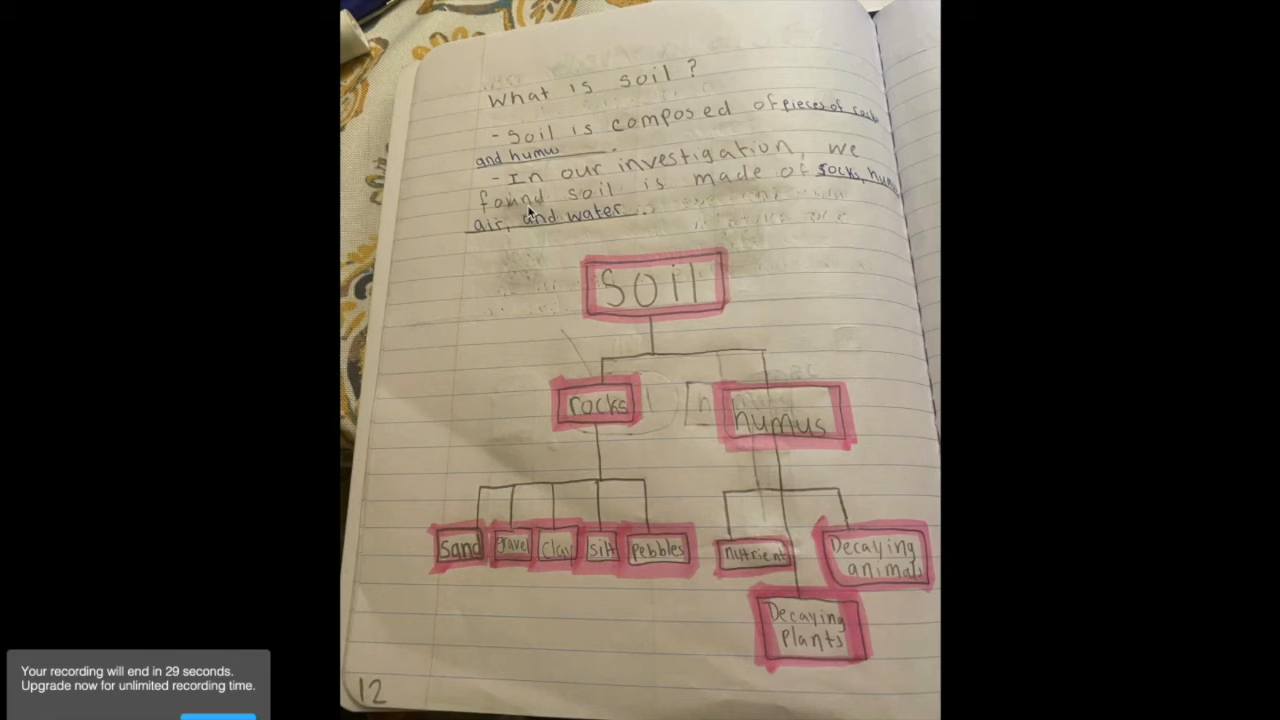 What is soil?
- Soil is composed of pieces of rock
and humus.
- In our investigation, we
found soil is made of rocks, humus
air, and water.
Soil
rocks
humus
sand gravel clay silt pebbles nutrient Decaying
animals
Decaying
Plants
12
Your recording will end in 29 seconds.
Upgrade now for unlimited recording time.